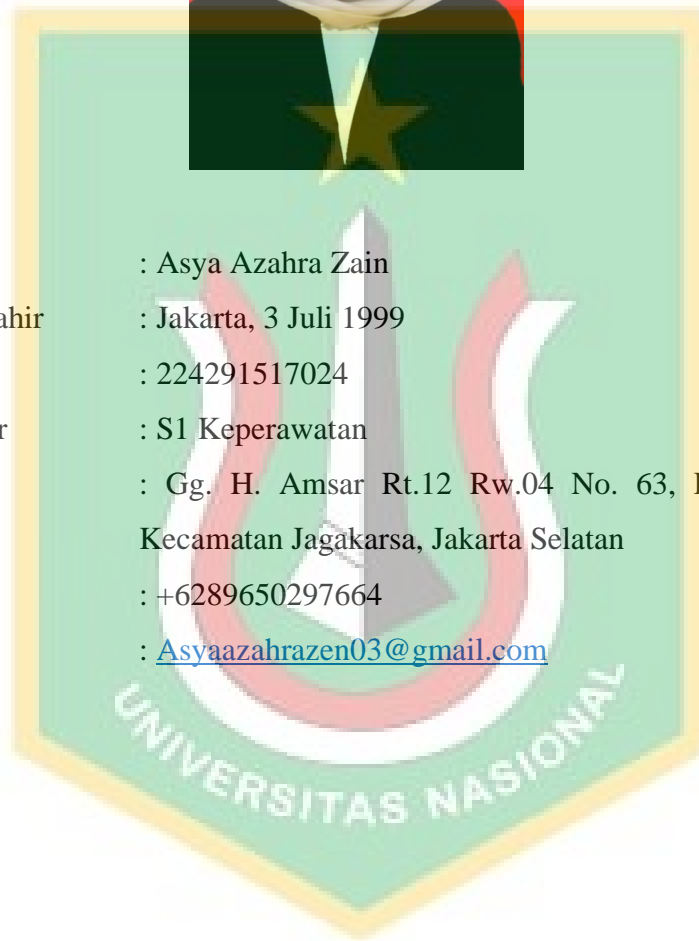 : Asya Azahra Zain
ahir : Jakarta, 3 Juli 1999
: 224291517024
r : S1 Keperawatan
: Gg. H. Amsar Rt.12 Rw.04 No. 63,
Kecamatan Jagakarsa, Jakarta Selatan
: +6289650297664
: Asyaazahrazen03@gmail.com
UNIVERSITAS NASIONAL